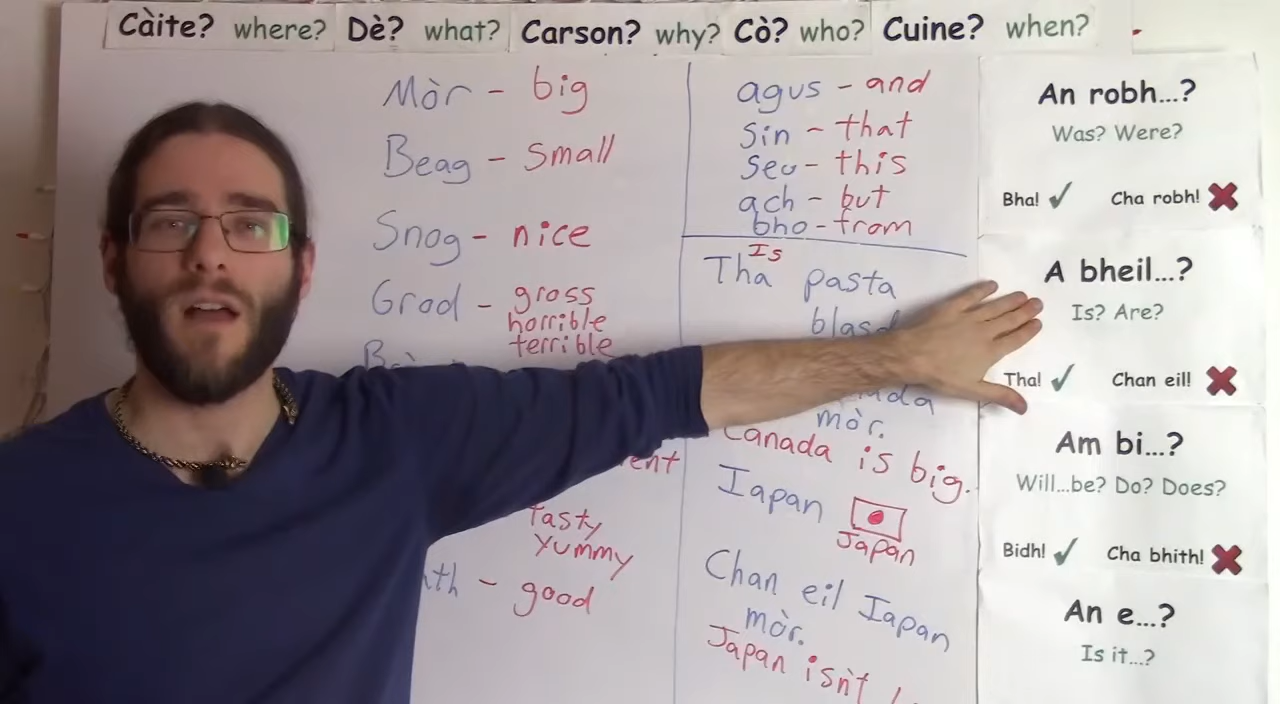 Càite? where? Dè? what? Carson? why? Cò? who? Cuine? when?
Mòr - big
Beag - small
Snog - nice
Grod - gross
horrible
terrible
tasty
yummy
- good
agus - and
Sin - that
Seo - this
ach - but
bho - from
Is
Tha pasta
mòr.
Canada is big.
Iapan
Japan
Chan eil Iapan
mòr.
Japan isn't
An robh...?
Was? Were?
Bha! ✓ Cha robh! ✗
A bheil...?
Is? Are?
Tha! ✓ Chan eil! ✗
Am bi...?
Will...be? Do? Does?
Bidh! ✓ Cha bhith! ✗
An e...?
Is it...?